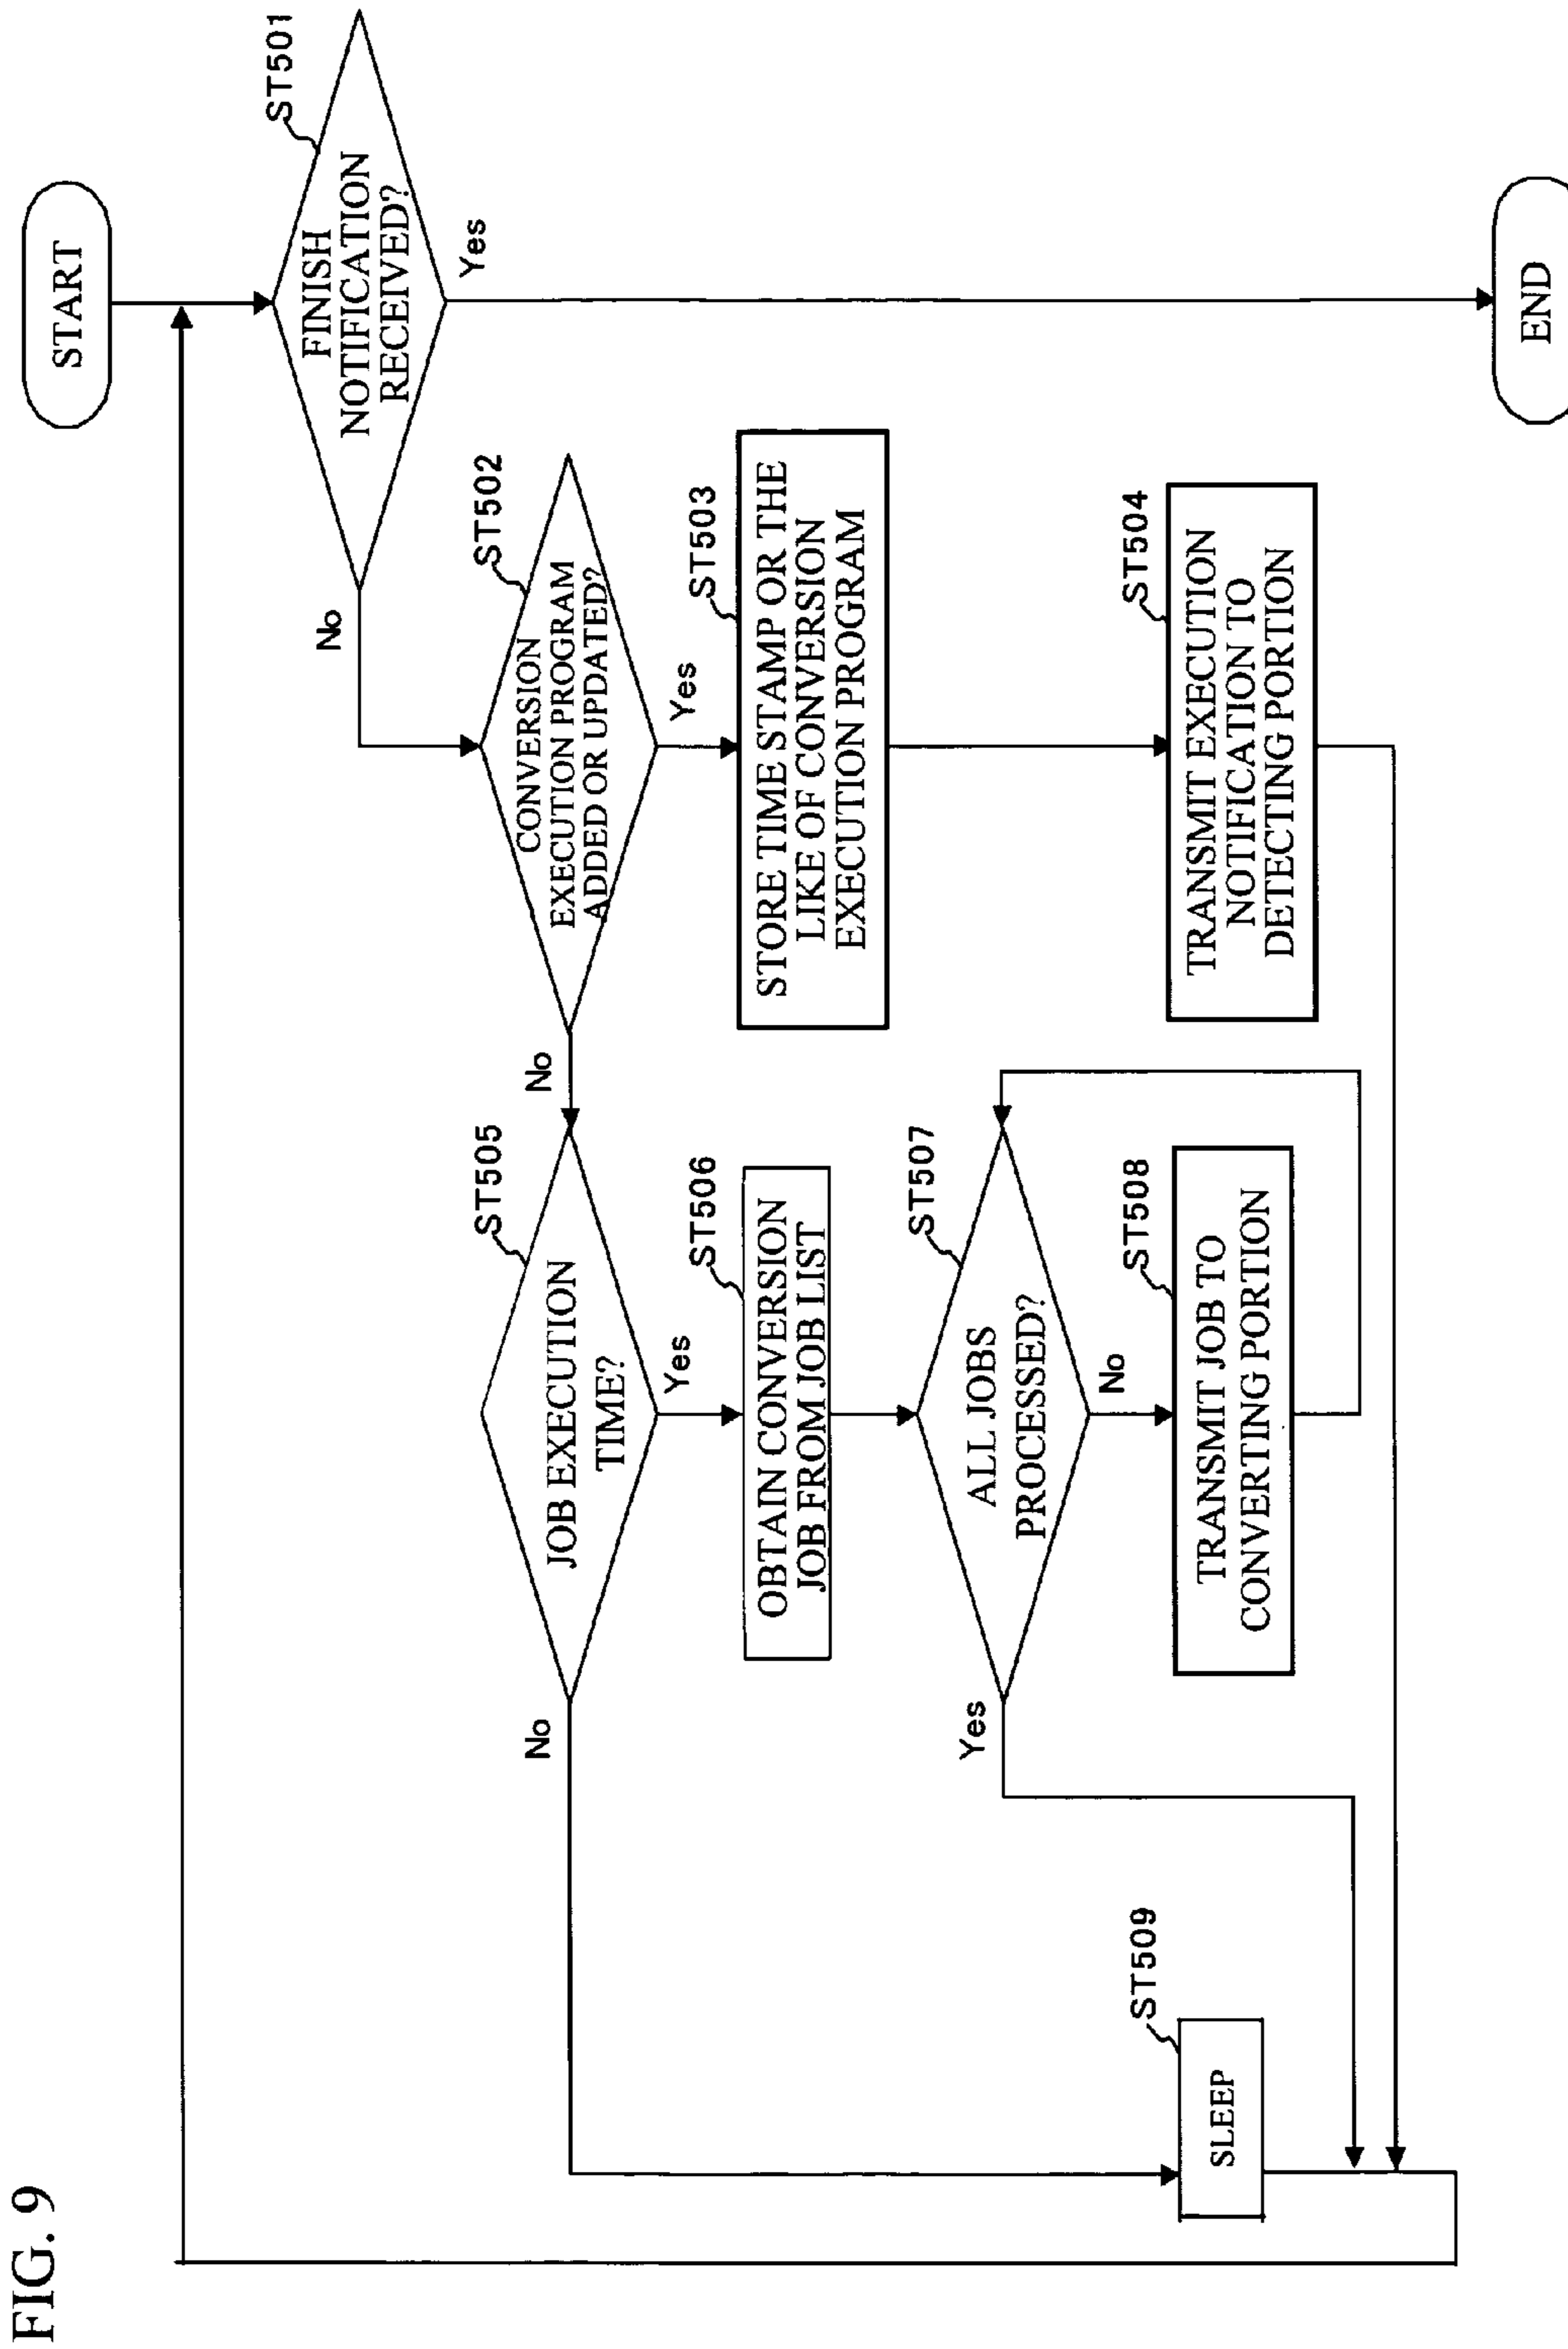 FIG. 9
START
ST501
FINISH
NOTIFICATION
RECEIVED?
Yes
No
ST502
CONVERSION
EXECUTION PROGRAM
ADDED OR UPDATED?
Yes
No
ST503
STORE TIME STAMP OR THE
LIKE OF CONVERSION
EXECUTION PROGRAM
ST504
TRANSMIT EXECUTION
NOTIFICATION TO
DETECTING PORTION
ST505
JOB EXECUTION
TIME?
Yes
No
ST506
OBTAIN CONVERSION
JOB FROM JOB LIST
ST507
ALL JOBS
PROCESSED?
No
Yes
ST508
TRANSMIT JOB TO
CONVERTING PORTION
ST509
SLEEP
END